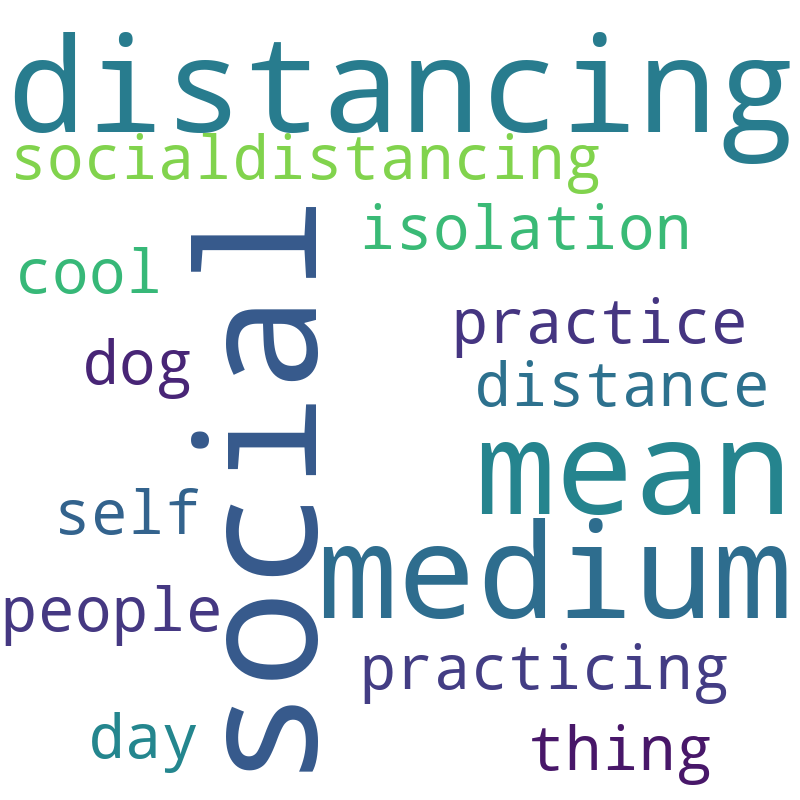 distancing
socialdistancing
social
isolation
cool
practice
dog
distance
mean
self
medium
people
practicing
day
thing